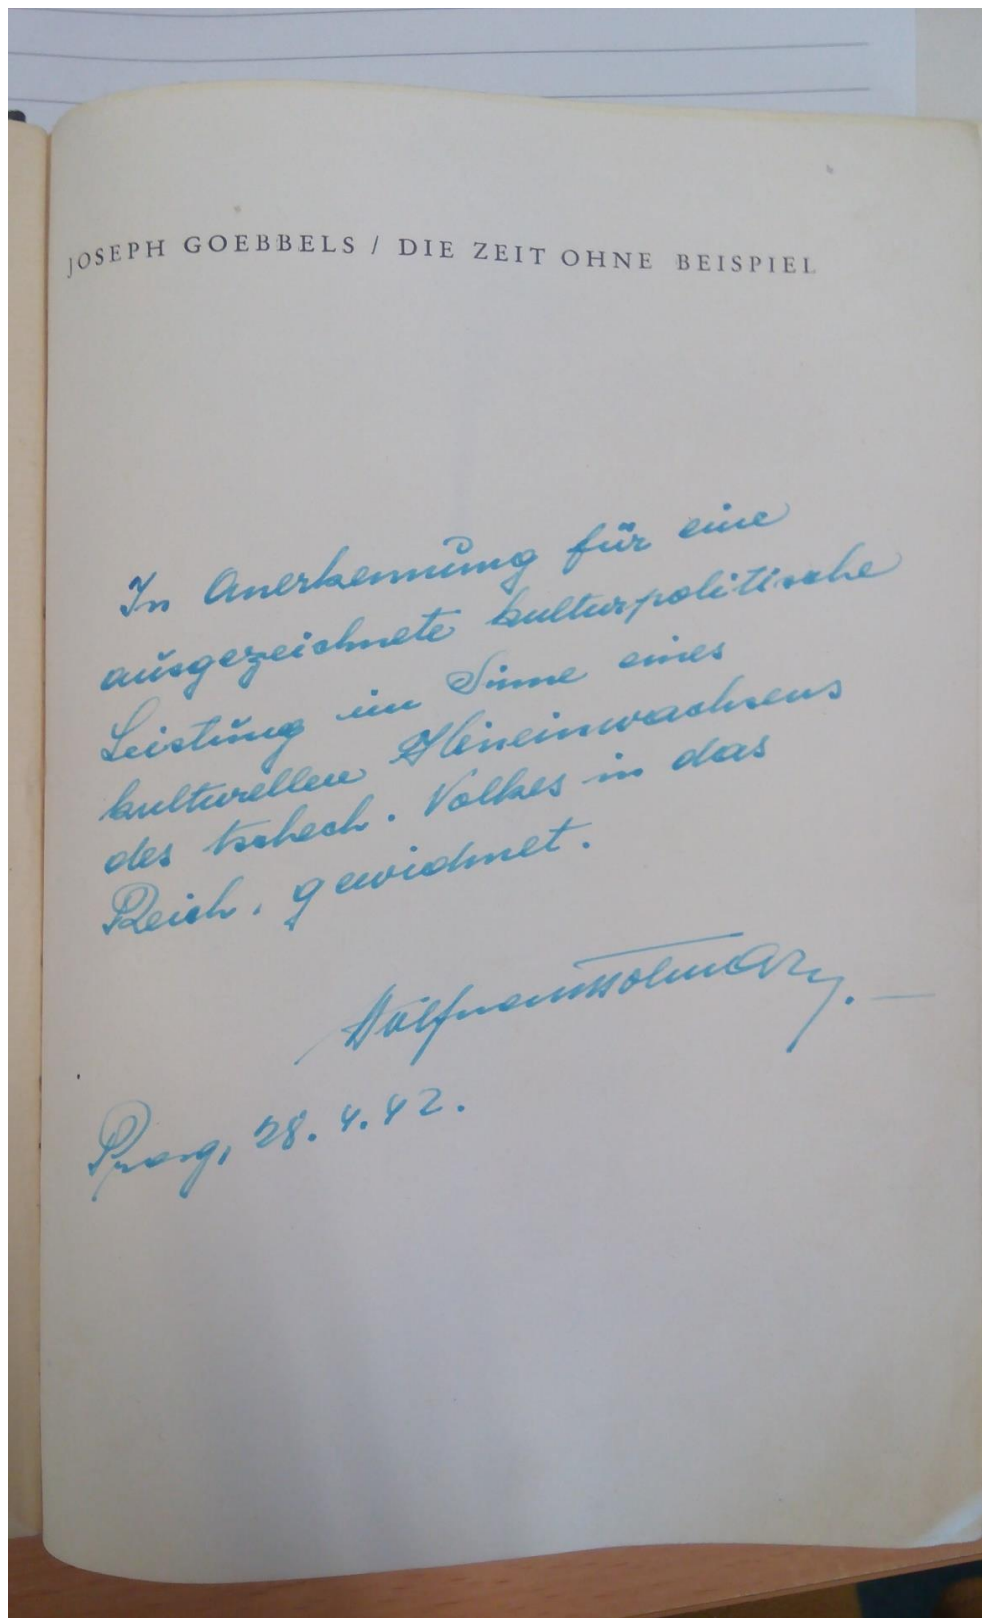 JOSEPH GOEBBELS / DIE ZEIT OHNE BEISPIEL
In Anerkennung für eine
ausgezeichnete kulturpolitische
Leistung im Sinne eines
kulturellen Hineinwachsens
des tschech. Volkes in das
Reich, gewidmet.
Prag, 28. 4. 42.